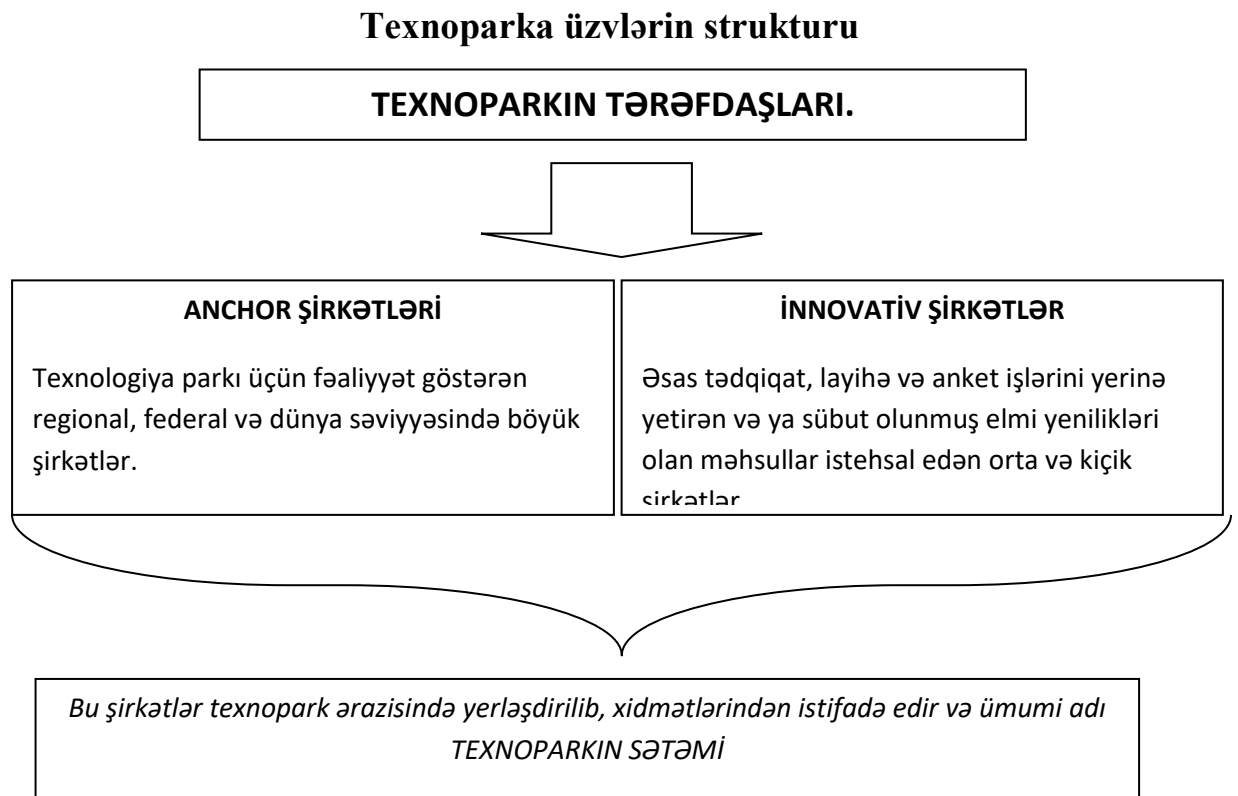 Texnoparka üzvlərin strukturu
TEXNOPARKIN TƏRƏFDAŞLARI.
ANCHOR ŞİRKƏTLƏRİ
Texnologiya parkı üçün fəaliyyət göstərən
regional, federal və dünya səviyyəsində böyük
şirkətlər.
İNNOVATİV ŞİRKƏTLƏR
Əsas tədqiqat, layihə və anket işlərini yerinə
yetirən və ya sübut olunmuş elmi yenilikləri
olan məhsullar istehsal edən orta və kiçik
şirkətlər
Bu şirkətlər texnopark ərazisində yerləşdirilib, xidmətlərindən istifadə edir və ümumi adı
TEXNOPARKIN SƏTƏMİ